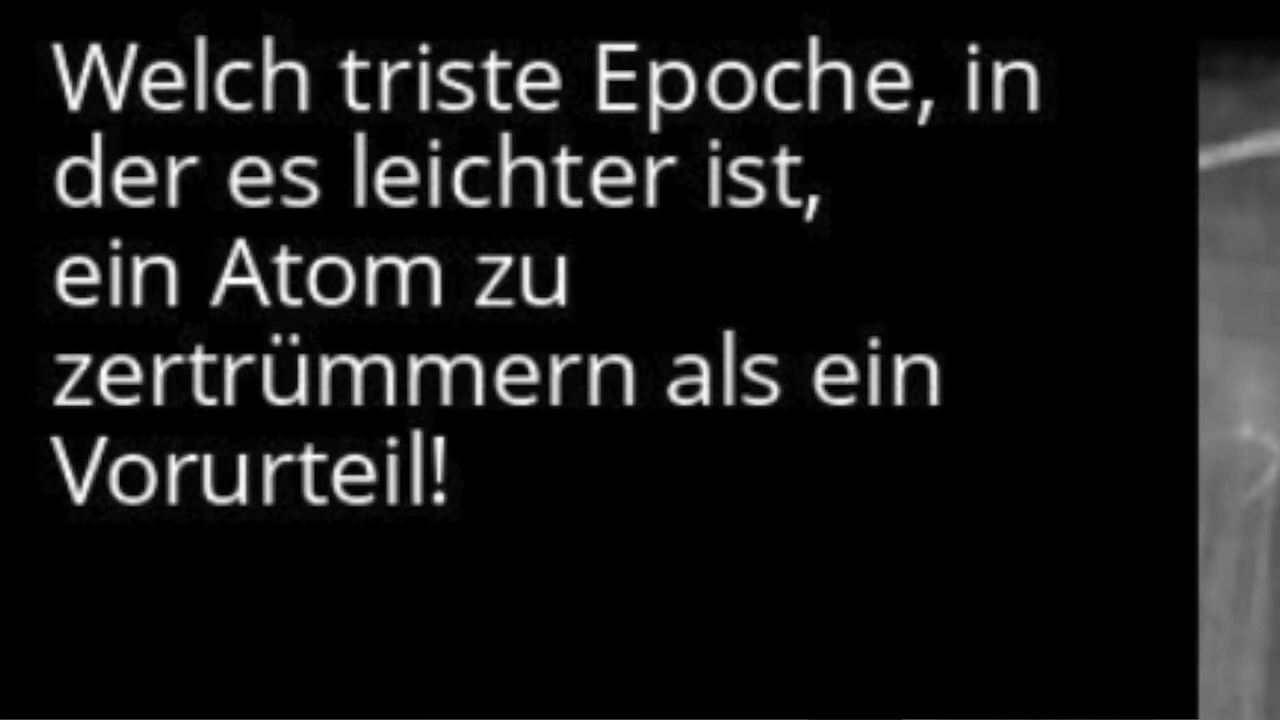 Welch triste Epoche, in
der es leichter ist,
ein Atom zu
zertrümmern als ein
Vorurteil!